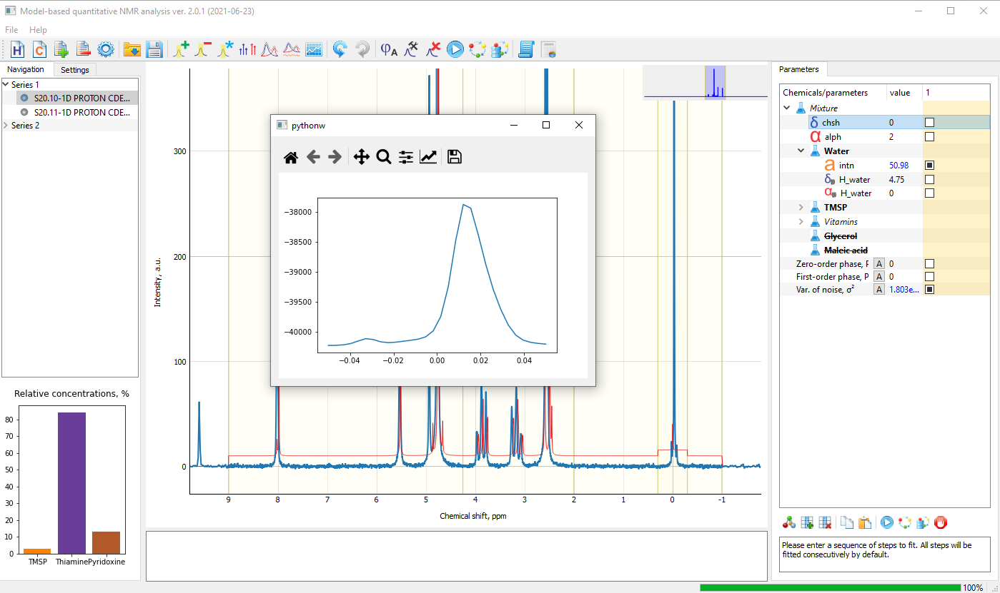 Model-based quantitative NMR analysis ver. 2.0.1 (2021-06-23)
File Help
H C φA
Navigation Settings
Series 1
S20.10-1D PROTON CDE...
S20.11-1D PROTON CDE...
Series 2
Relative concentrations, %
80
70
60
50
40
30
20
10
0
TMSP Thiamine Pyridoxine
Intensity, a.u.
300
200
100
0
9 8 7 6 5 4 3 2 1 0 -1
Chemical shift, ppm
pythonw
−38000
−38500
−39000
−39500
−40000
−0.04 −0.02 0.00 0.02 0.04
Parameters
Chemicals/parameters value 1
Mixture
δ chsh 0
α alph 2
Water
a intn 50.98
δ H_water 4.75
α H_water 0
TMSP
Vitamins
Glycerol
Maleic acid
Zero-order phase, P A 0
First-order phase, P A 0
Var. of noise, σ² A 1.803e...
Please enter a sequence of steps to fit. All steps will be
fitted consecutively by default.
100%